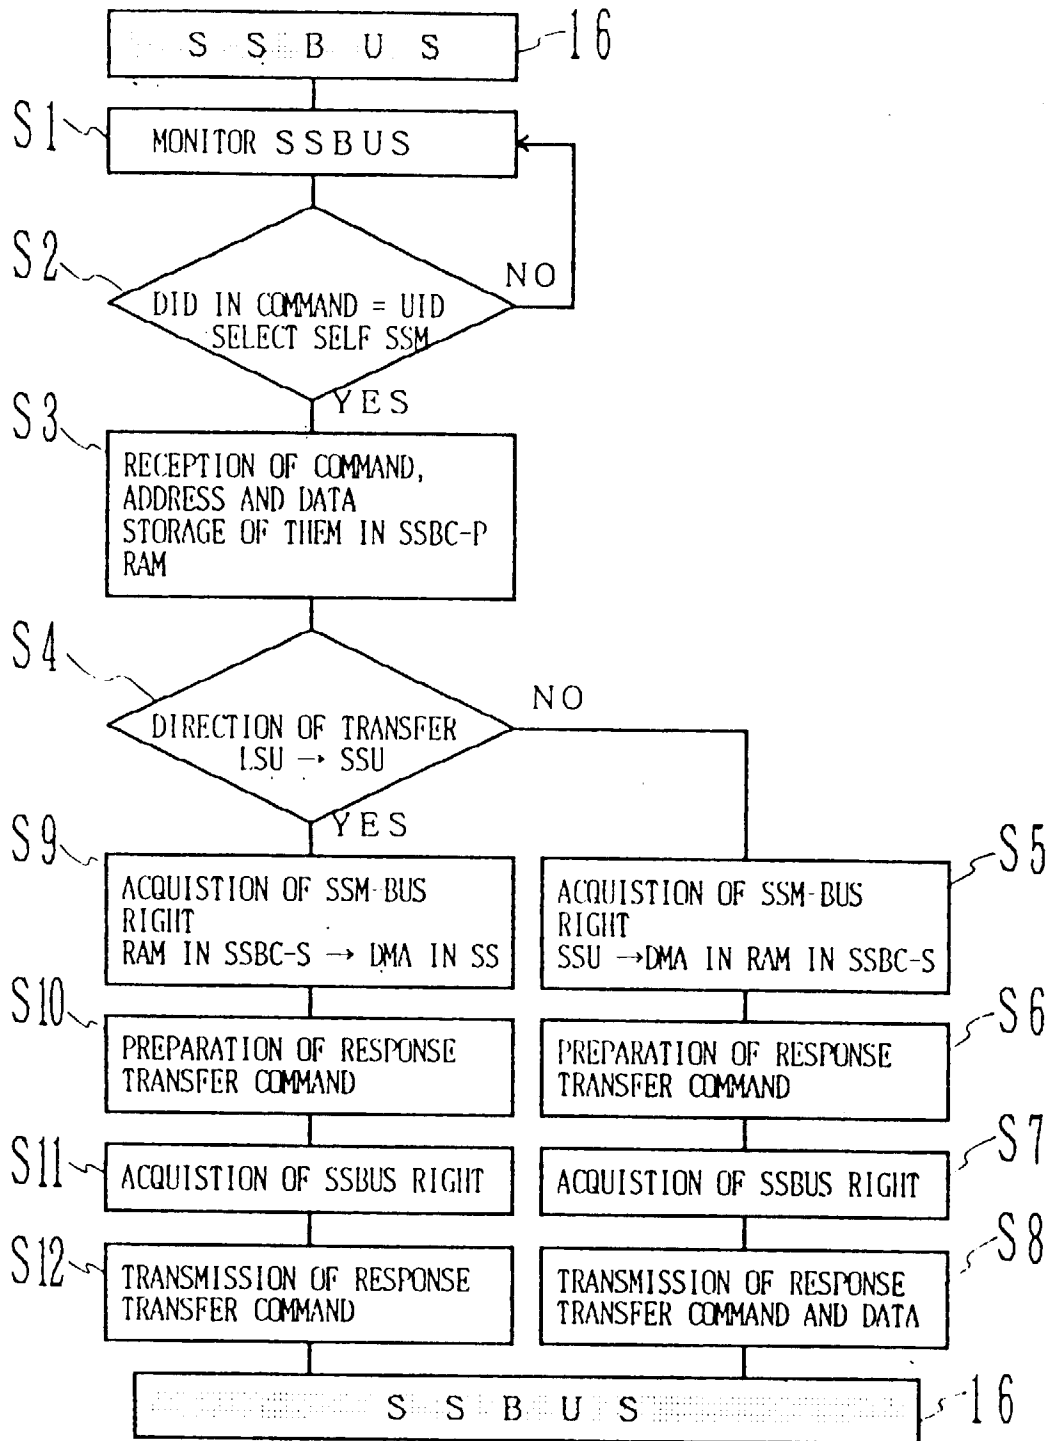 SSBUS
16
S1
MONITOR SSBUS
S2
NO
DID IN COMMAND = UID
SELECT SELF SSM
YES
S3
RECEPTION OF COMMAND,
ADDRESS AND DATA
STORAGE OF THEM IN SSBC-P
RAM
S4
NO
DIRECTION OF TRANSFER
LSU → SSU
YES
S9
ACQUISTION OF SSM-BUS
RIGHT
RAM IN SSBC-S → DMA IN SS
S5
ACQUISTION OF SSM-BUS
RIGHT
SSU →DMA IN RAM IN SSBC-S
S10
PREPARATION OF RESPONSE
TRANSFER COMMAND
S6
PREPARATION OF RESPONSE
TRANSFER COMMAND
S11
ACQUISTION OF SSBUS RIGHT
S7
ACQUISTION OF SSBUS RIGHT
S12
TRANSMISSION OF RESPONSE
TRANSFER COMMAND
S8
TRANSMISSION OF RESPONSE
TRANSFER COMMAND AND DATA
SSBUS
16